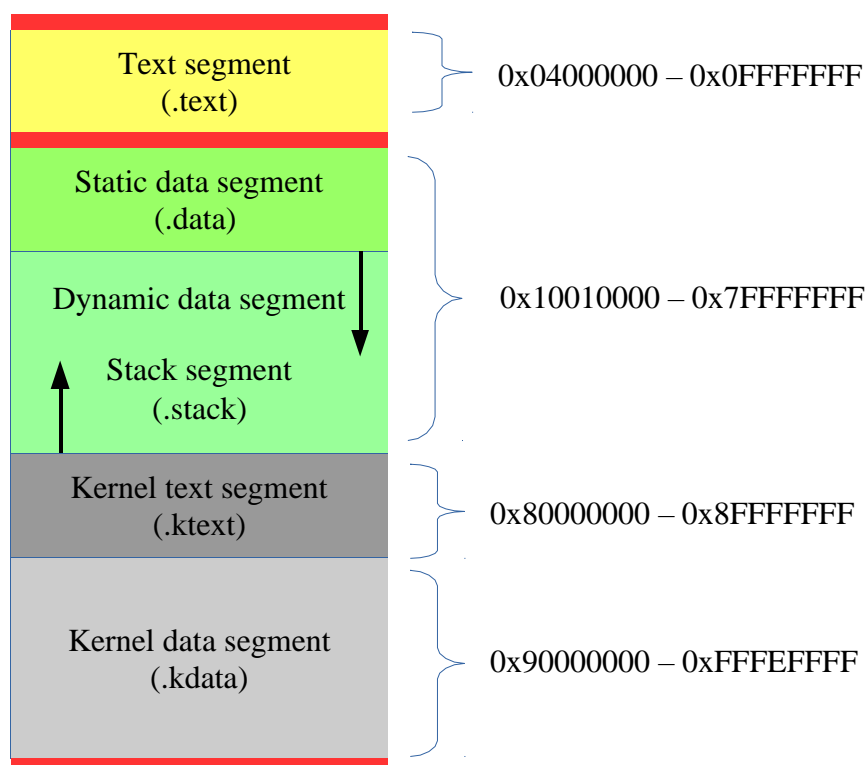 Text segment
(.text)
0x04000000 – 0x0FFFFFFF
Static data segment
(.data)
Dynamic data segment
0x10010000 – 0x7FFFFFFF
Stack segment
(.stack)
Kernel text segment
(.ktext)
0x80000000 – 0x8FFFFFFF
Kernel data segment
(.kdata)
0x90000000 – 0xFFFEFFFF